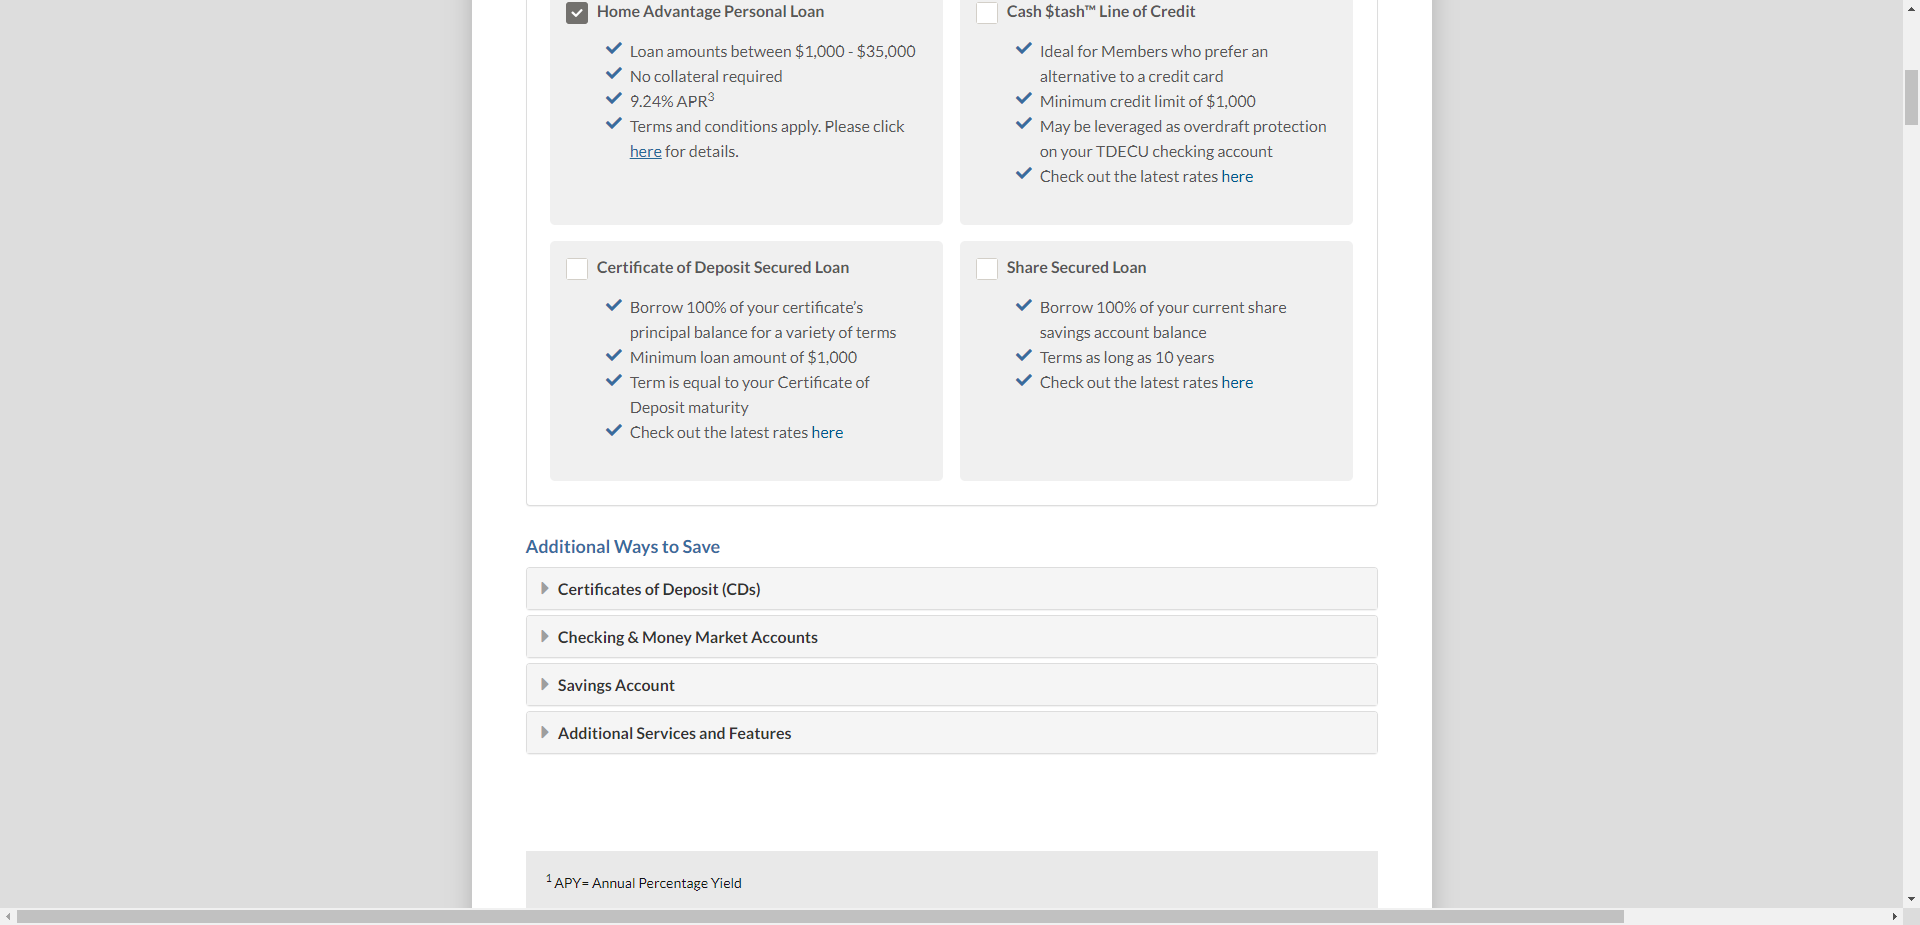 Home Advantage Personal Loan
Loan amounts between $1,000 - $35,000
No collateral required
9.24% APR3
Terms and conditions apply. Please click
here for details.
Cash $tash™ Line of Credit
Ideal for Members who prefer an
alternative to a credit card
Minimum credit limit of $1,000
May be leveraged as overdraft protection
on your TDECU checking account
Check out the latest rates here
Certificate of Deposit Secured Loan
Borrow 100% of your certificate's
principal balance for a variety of terms
Minimum loan amount of $1,000
Term is equal to your Certificate of
Deposit maturity
Check out the latest rates here
Share Secured Loan
Borrow 100% of your current share
savings account balance
Terms as long as 10 years
Check out the latest rates here
Additional Ways to Save
Certificates of Deposit (CDs)
Checking & Money Market Accounts
Savings Account
Additional Services and Features
1 APY= Annual Percentage Yield